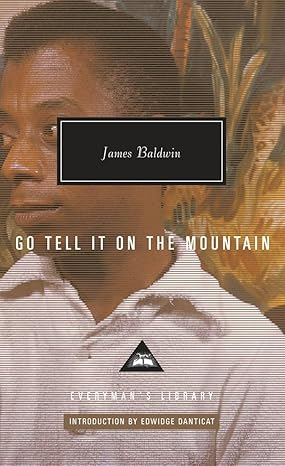 James Baldwin
GO TELL IT ON THE MOUNTAIN
EVERYMAN'S LIBRARY
INTRODUCTION BY EDWIDGE DANTICAT